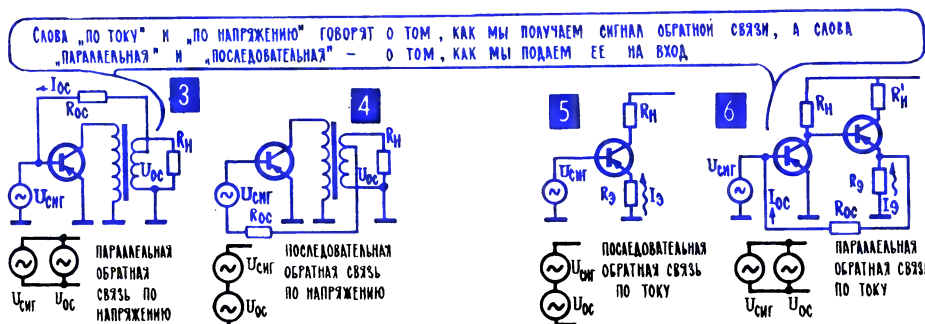 СЛОВА „ПО ТОКУ" И „ПО НАПРЯЖЕНИЮ" ГОВОРЯТ О ТОМ, КАК МЫ ПОЛУЧАЕМ СИГНАЛ ОБРАТНОЙ СВЯЗИ, А СЛОВА
„ПАРАЛЛЕЛЬНАЯ" И „ПОСЛЕДОВАТЕЛЬНАЯ" – О ТОМ, КАК МЫ ПОДАЕМ ЕЕ НА ВХОД
3
Iос
Rос
Rн
Uос
Uсиг
Uсиг Uос
ПАРАЛЛЕЛЬНАЯ
ОБРАТНАЯ
СВЯЗЬ ПО
НАПРЯЖЕНИЮ
4
Rн
Uос
Uсиг
Rос
Uсиг
Uос
ПОСЛЕДОВАТЕЛЬНАЯ
ОБРАТНАЯ СВЯЗЬ
ПО НАПРЯЖЕНИЮ
5
Rн
Uсиг
Rэ
Iэ
Uсиг
Uос
ПОСЛЕДОВАТЕЛЬНАЯ
ОБРАТНАЯ СВЯЗЬ
ПО ТОКУ
6
Rн
R'н
Uсиг
Iос
Rос
Rэ
Iэ
Uсиг Uос
ПАРАЛЛЕЛЬНАЯ
ОБРАТНАЯ СВЯЗЬ
ПО ТОКУ